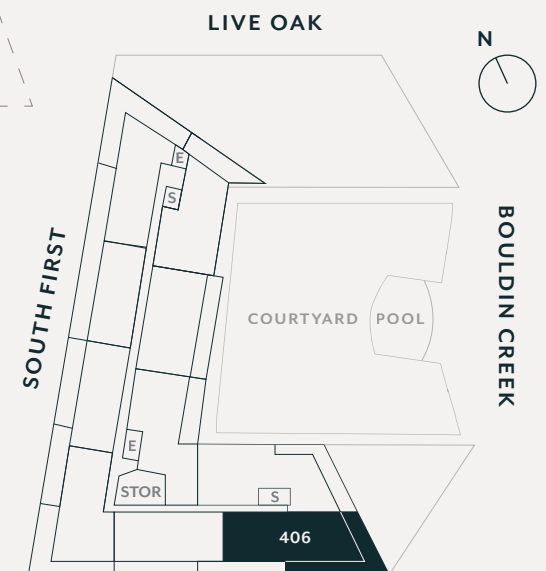 LIVE OAK
N
E
S
SOUTH FIRST
BOULDIN CREEK
COURTYARD
POOL
E
STOR
S
406